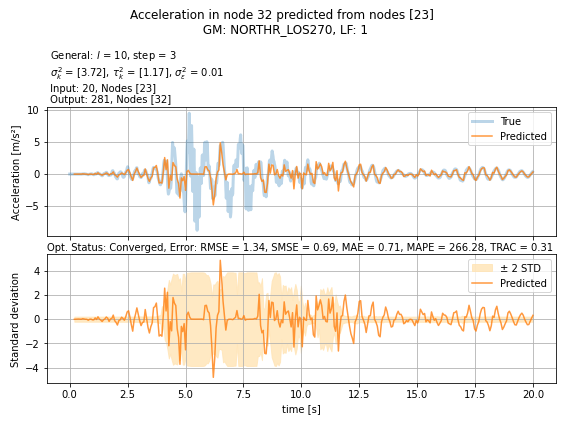 Acceleration in node 32 predicted from nodes [23]
GM: NORTHR_LOS270, LF: 1
General: l = 10, step = 3
σ²ₖ = [3.72], τ²ₖ = [1.17], σ²ε = 0.01
Input: 20, Nodes [23]
Output: 281, Nodes [32]
Acceleration [m/s²]
10
5
0
−5
True
Predicted
Opt. Status: Converged, Error: RMSE = 1.34, SMSE = 0.69, MAE = 0.71, MAPE = 266.28, TRAC = 0.31
Standard deviation
4
2
0
−2
−4
± 2 STD
Predicted
0.0 2.5 5.0 7.5 10.0 12.5 15.0 17.5 20.0
time [s]